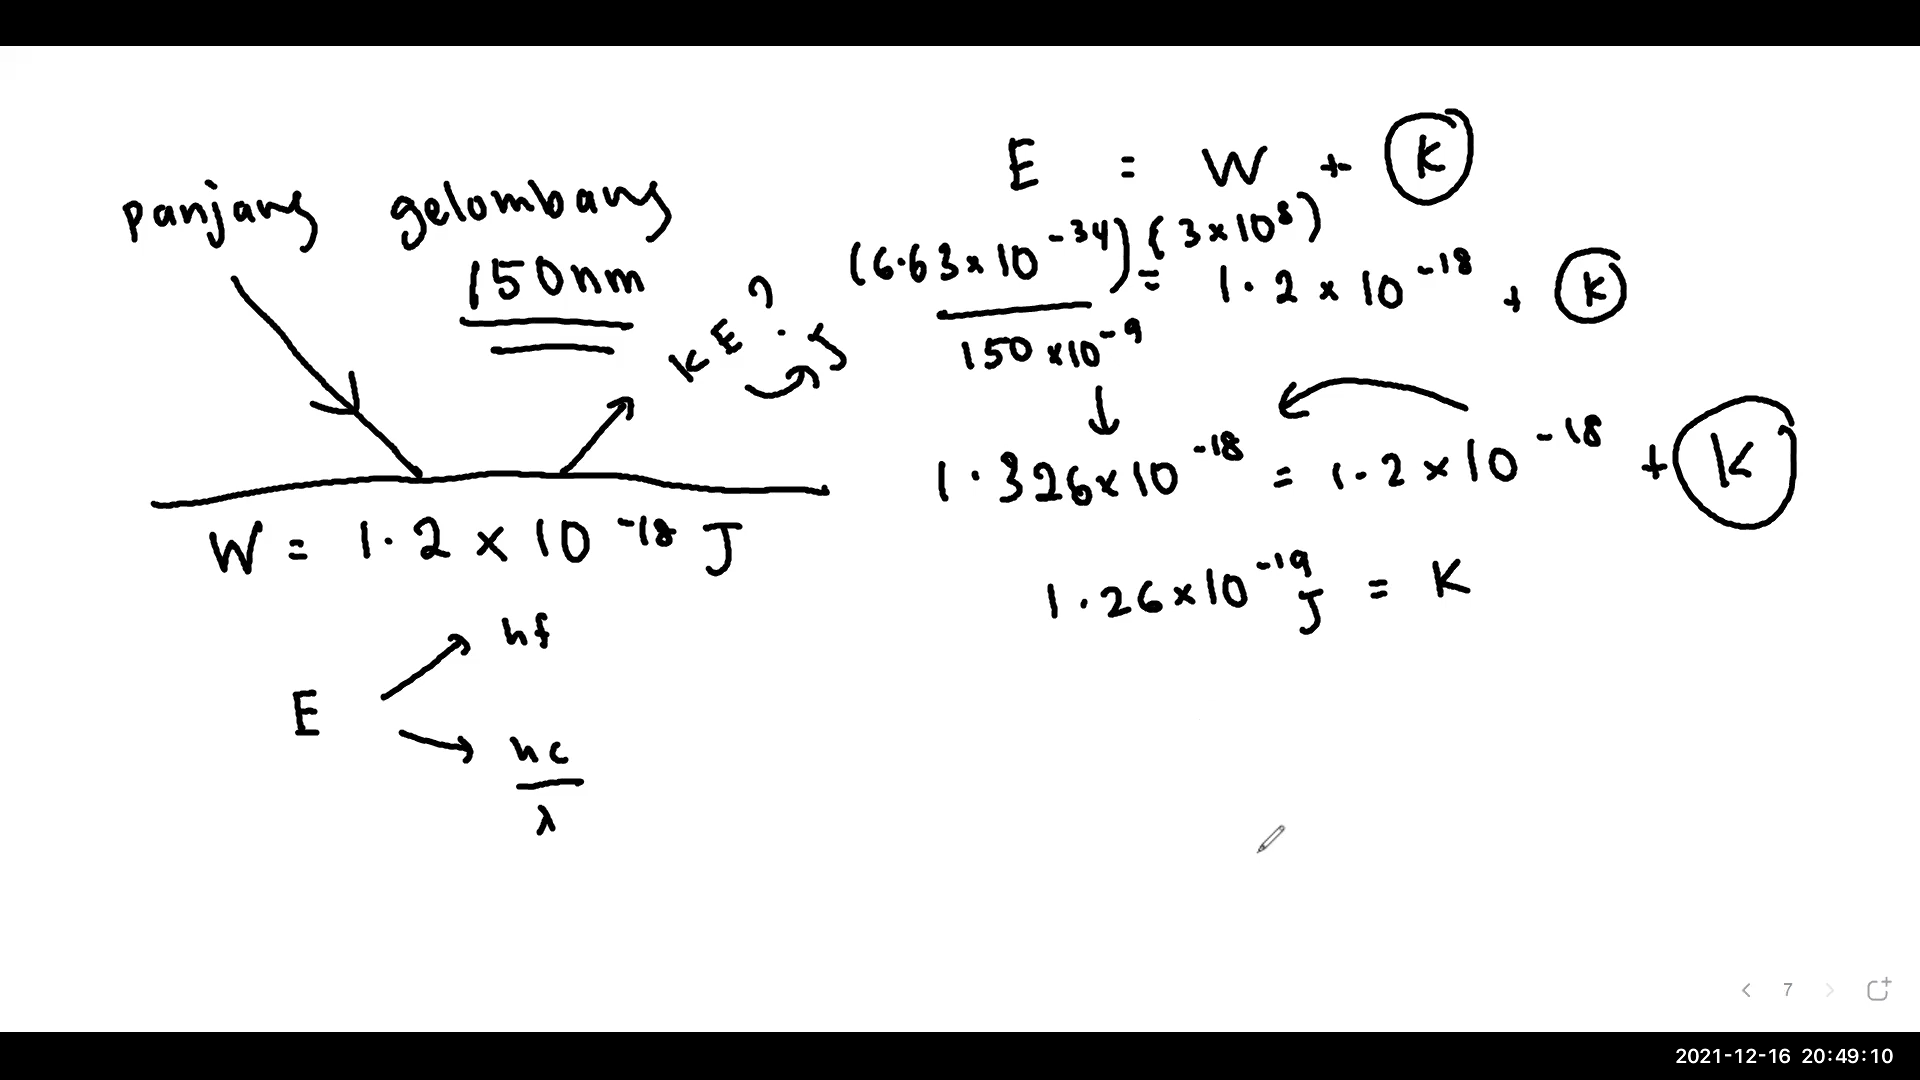 panjang gelombang
150nm
KE? J
W = 1.2 × 10⁻¹⁸ J
E
hf
hc
λ
E = W + K
(6.63 × 10⁻³⁴) (3 × 10⁸)
150 × 10⁻⁹
= 1.2 × 10⁻¹⁸ + K
1.326 × 10⁻¹⁸ = 1.2 × 10⁻¹⁸ + K
1.26 × 10⁻¹⁹ J = K
7
2021-12-16 20:49:10